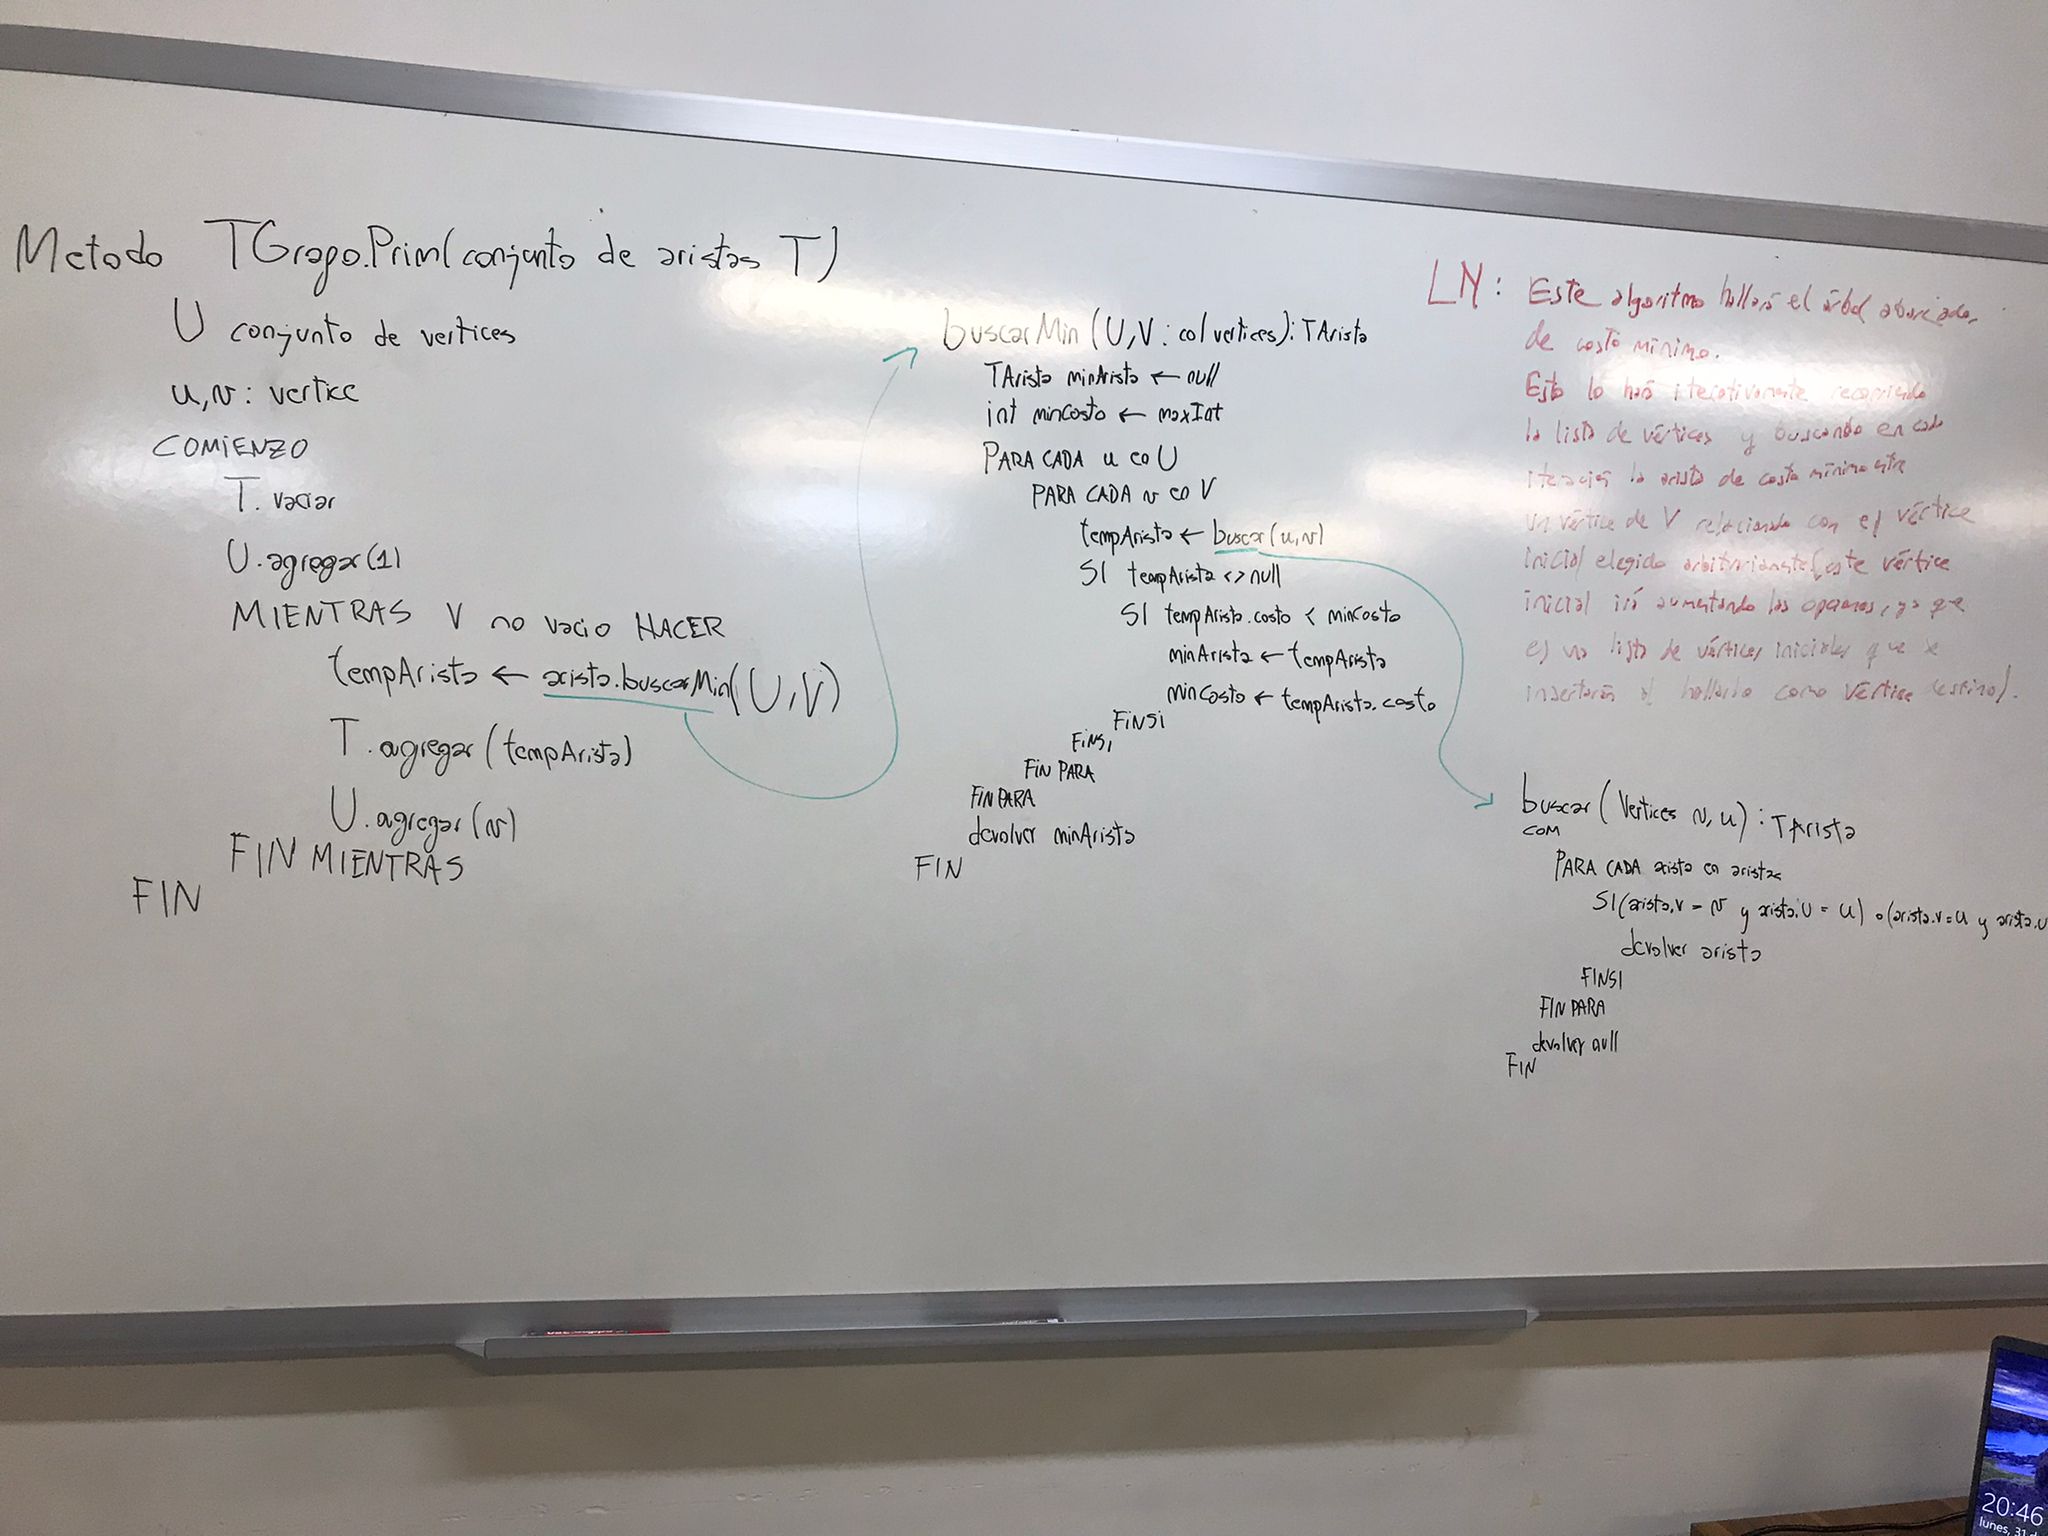 Metodo TGrapo.Prim(conjunto de aristas T)
U conjunto de vertices
u,v : vertice
COMIENZO
T. vaciar
U.agregar(1)
MIENTRAS V no vacio HACER
tempArista ← arista.buscarMin(U,V)
T.agregar(tempArista)
U.agregar(v)
FIN MIENTRAS
FIN
buscarMin (U,V : col vertices): TArista
TArista minArista ← null
int minCosto ← maxInt
PARA CADA u en U
PARA CADA v en V
tempArista ← buscar(u,v)
SI tempArista <> null
SI tempArista.costo < minCosto
minArista ← tempArista
minCosto ← tempArista.costo
FINSI
FINSI
FIN PARA
FIN PARA
devolver minArista
FIN
LN: Este algoritmo hallará el árbol abarcador
de costo mínimo.
Esto lo hará iterativamente recorriendo
la lista de vértices y buscando en cada
iteración la arista de costo mínimo entre
un vértice de V relacionado con el vértice
inicial elegido arbitrariamente (este vértice
inicial irá aumentando las opciones, ya que
es una lista de vértices iniciales que se
insertarán al hallarlo como vértice destino).
buscar (Vertices v,u) : TArista
COM
PARA CADA arista en aristas
SI(arista.v = v y arista.u = u) o (arista.v=u y arista.u
devolver arista
FINSI
FIN PARA
devolver null
FIN
20:46
lunes, 31 d